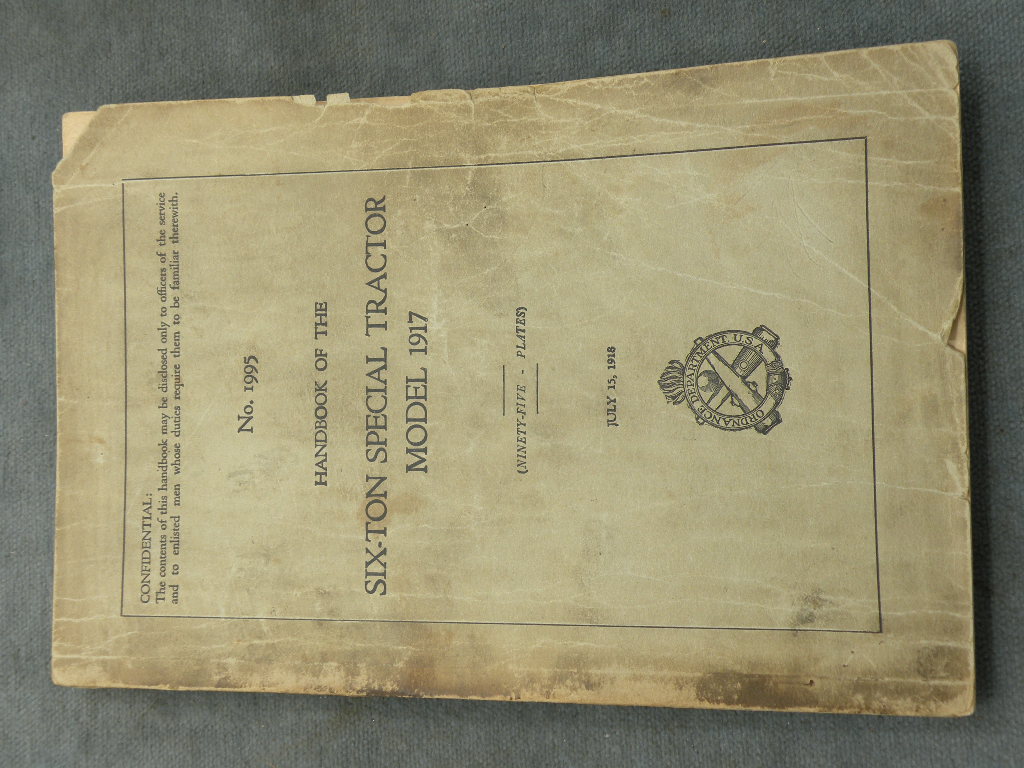 CONFIDENTIAL:
The contents of this handbook may be disclosed only to officers of the service
and to enlisted men whose duties require them to be familiar therewith.
No. 1995
HANDBOOK OF THE
SIX-TON SPECIAL TRACTOR
MODEL 1917
(NINETY-FIVE - PLATES)
JULY 15, 1918
ORDNANCE DEPARTMENT, U.S.A.